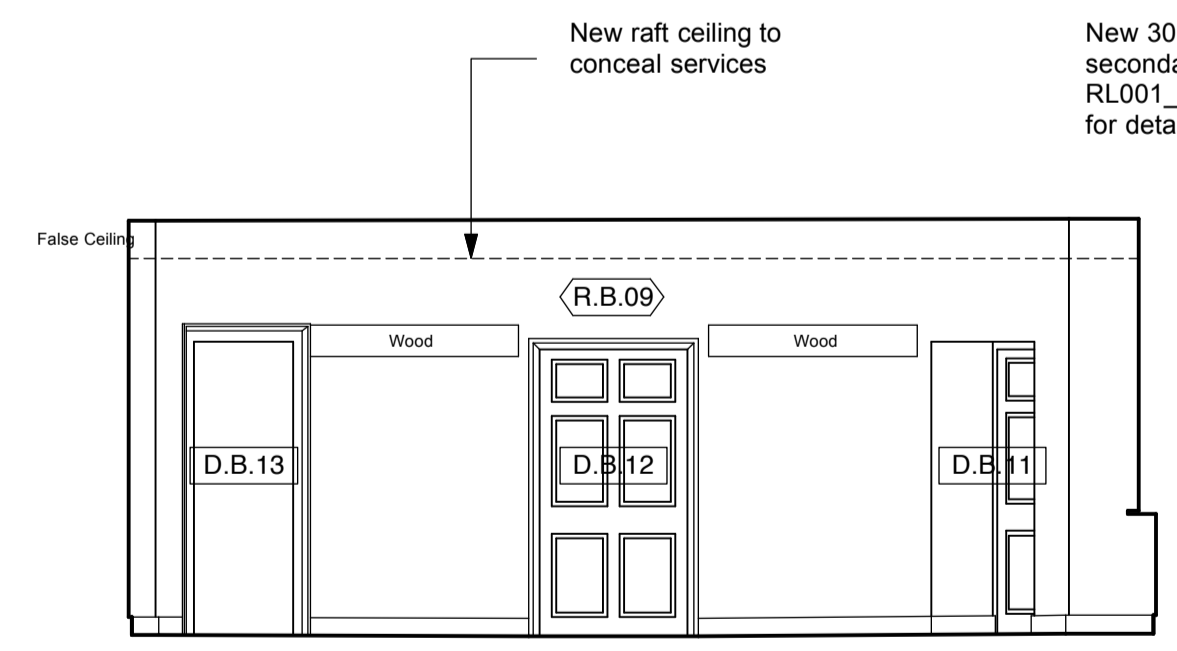 New raft ceiling to
conceal services
New 30
seconda
RL001_
for deta
False Ceiling
R.B.09
Wood
Wood
D.B.13
D.B.12
D.B.11